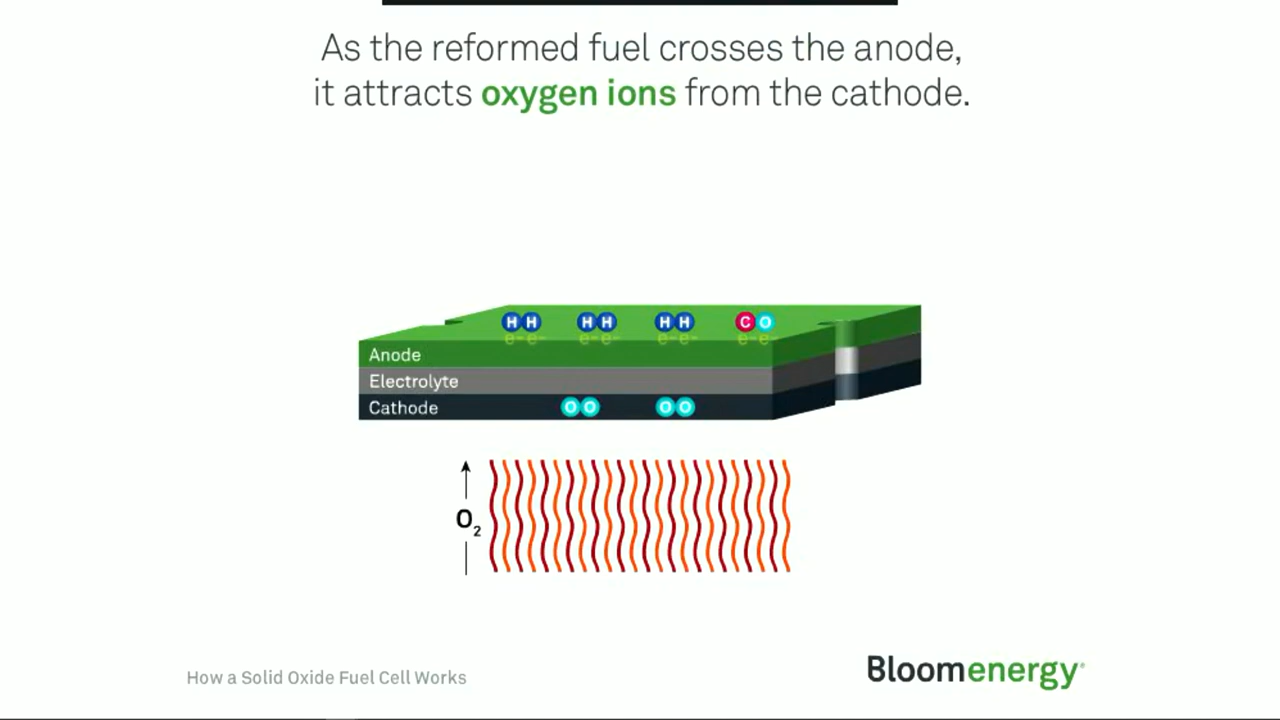 As the reformed fuel crosses the anode,
it attracts oxygen ions from the cathode.
H H H H H H C O
e- e- e- e- e- e- e- e-
Anode
Electrolyte
Cathode O O O O
O2
How a Solid Oxide Fuel Cell Works
Bloomenergy®